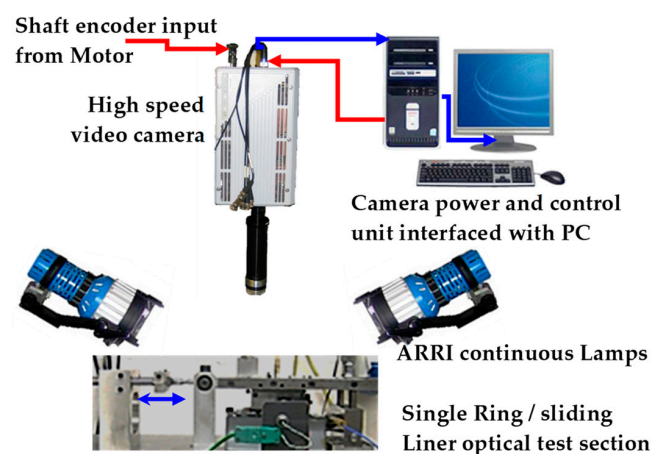 Shaft encoder input
from Motor
High speed
video camera
Camera power and control
unit interfaced with PC
ARRI continuous Lamps
Single Ring / sliding
Liner optical test section